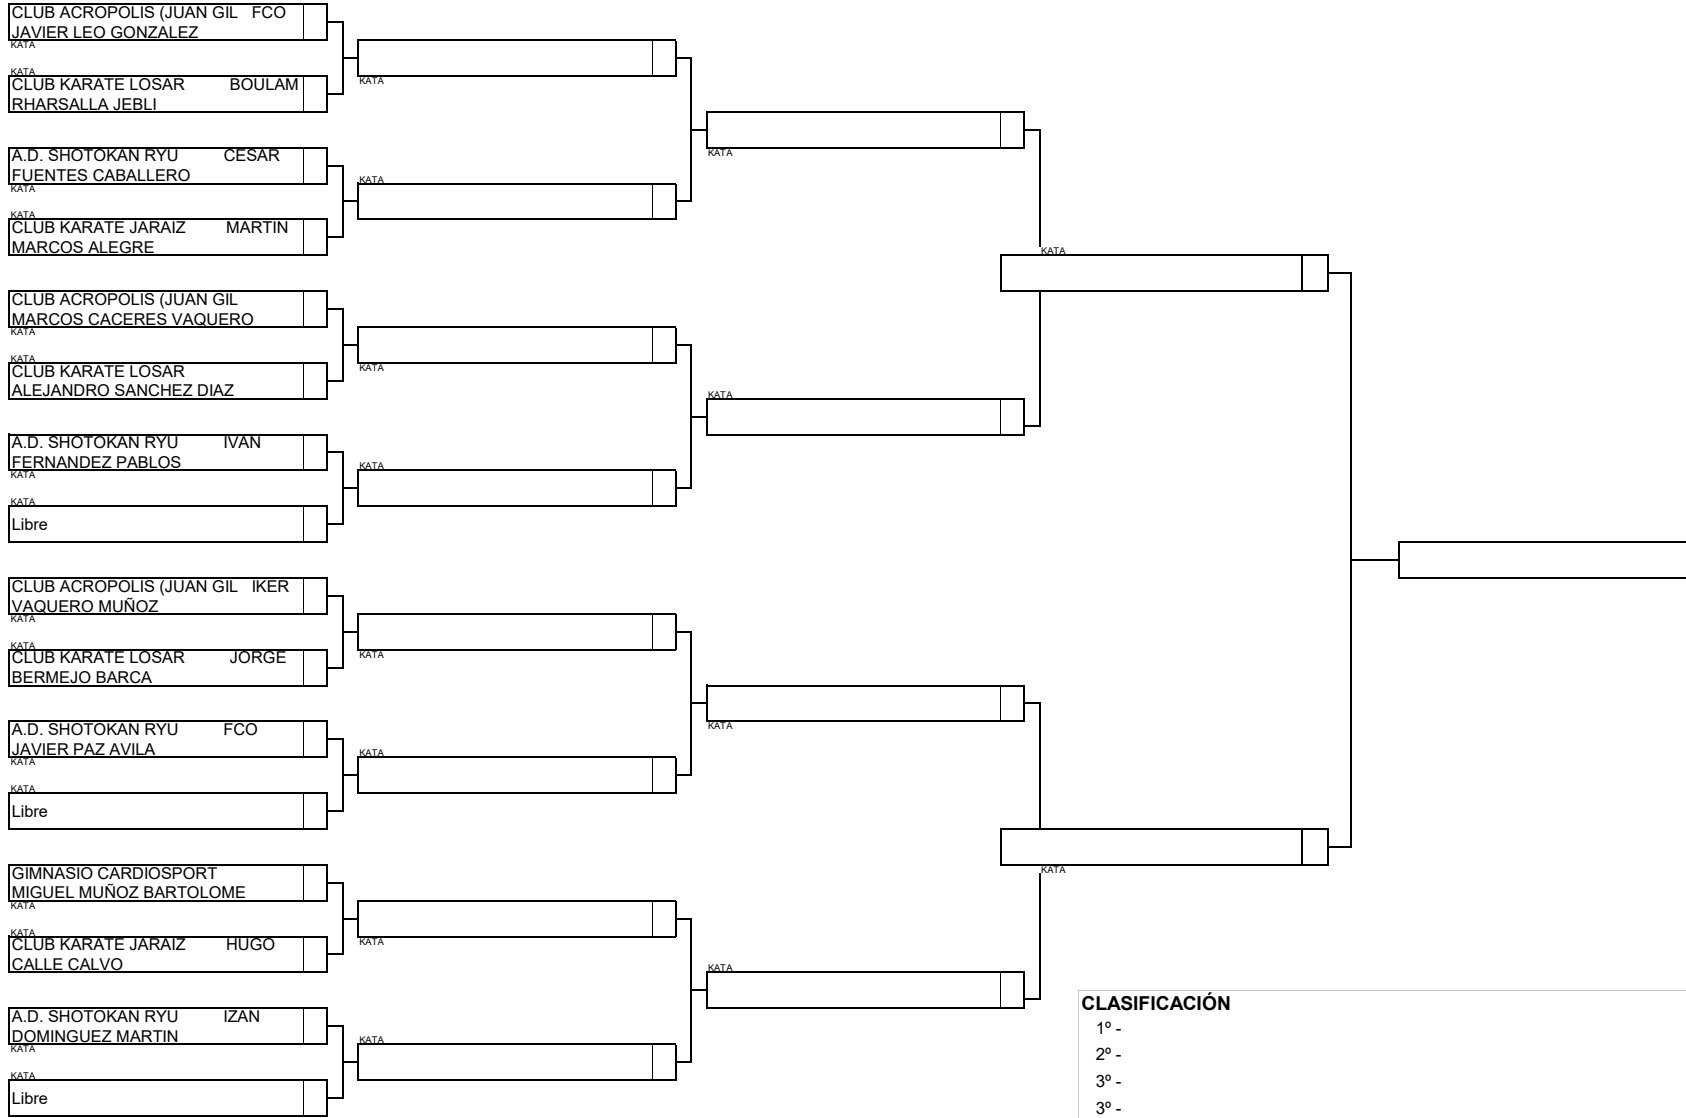 CLUB ACROPOLIS (JUAN GIL FCO
JAVIER LEO GONZALEZ
KATA
KATA
CLUB KARATE LOSAR BOULAM
RHARSALLA JEBLI
A.D. SHOTOKAN RYU CESAR
FUENTES CABALLERO
KATA
KATA
CLUB KARATE JARAIZ MARTIN
MARCOS ALEGRE
CLUB ACROPOLIS (JUAN GIL
MARCOS CACERES VAQUERO
KATA
KATA
CLUB KARATE LOSAR
ALEJANDRO SANCHEZ DIAZ
A.D. SHOTOKAN RYU IVAN
FERNANDEZ PABLOS
KATA
KATA
Libre
CLUB ACROPOLIS (JUAN GIL IKER
VAQUERO MUÑOZ
KATA
KATA
CLUB KARATE LOSAR JORGE
BERMEJO BARCA
A.D. SHOTOKAN RYU FCO
JAVIER PAZ AVILA
KATA
KATA
Libre
GIMNASIO CARDIOSPORT
MIGUEL MUÑOZ BARTOLOME
KATA
KATA
CLUB KARATE JARAIZ HUGO
CALLE CALVO
A.D. SHOTOKAN RYU IZAN
DOMINGUEZ MARTIN
KATA
KATA
Libre
KATA
KATA
KATA
KATA
KATA
KATA
KATA
KATA
KATA
KATA
KATA
KATA
KATA
KATA
CLASIFICACIÓN
1º -
2º -
3º -
3º -